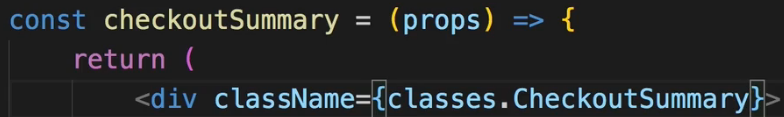 const checkoutSummary = (props) => {
return (
<div className={classes.CheckoutSummary}>